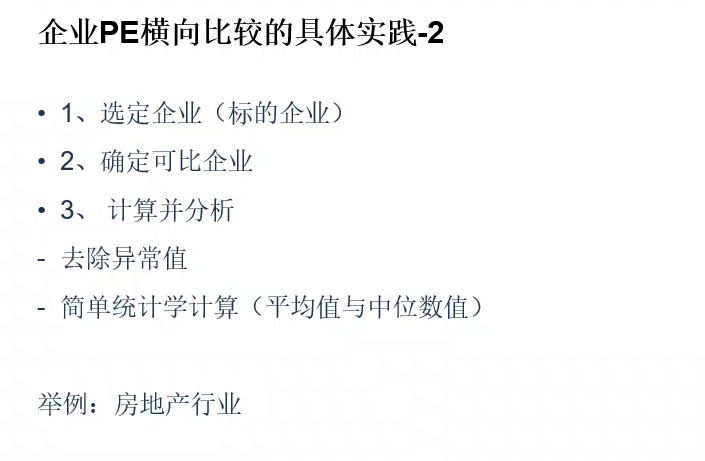 企业PE横向比较的具体实践-2
• 1、选定企业（标的企业）
• 2、确定可比企业
• 3、 计算并分析
- 去除异常值
- 简单统计学计算（平均值与中位数值）
举例：房地产行业